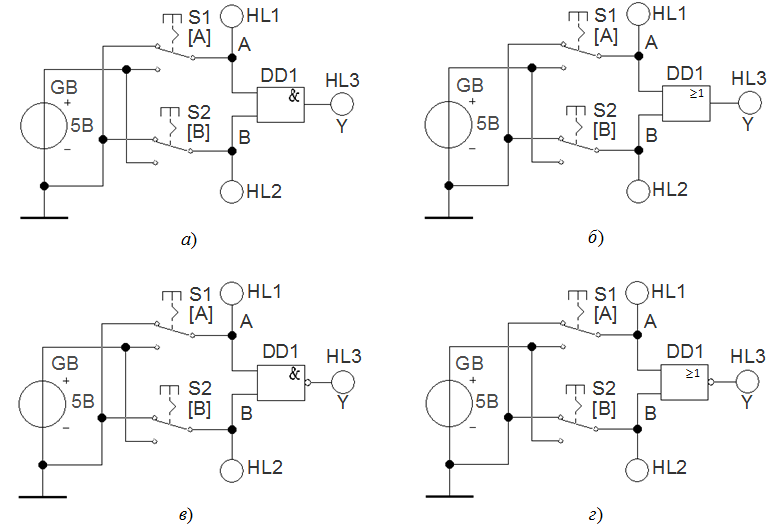 S1 HL1
[A] A
DD1 HL3
GB &
+
5В S2 Y
[B] B
−
HL2
а)
S1 HL1
[A] A
DD1 HL3
GB ≥1
+
5В S2 Y
[B] B
−
HL2
б)
S1 HL1
[A] A
DD1 HL3
GB &
+
5В S2 Y
[B] B
−
HL2
в)
S1 HL1
[A] A
DD1 HL3
GB ≥1
+
5В S2 Y
[B] B
−
HL2
г)